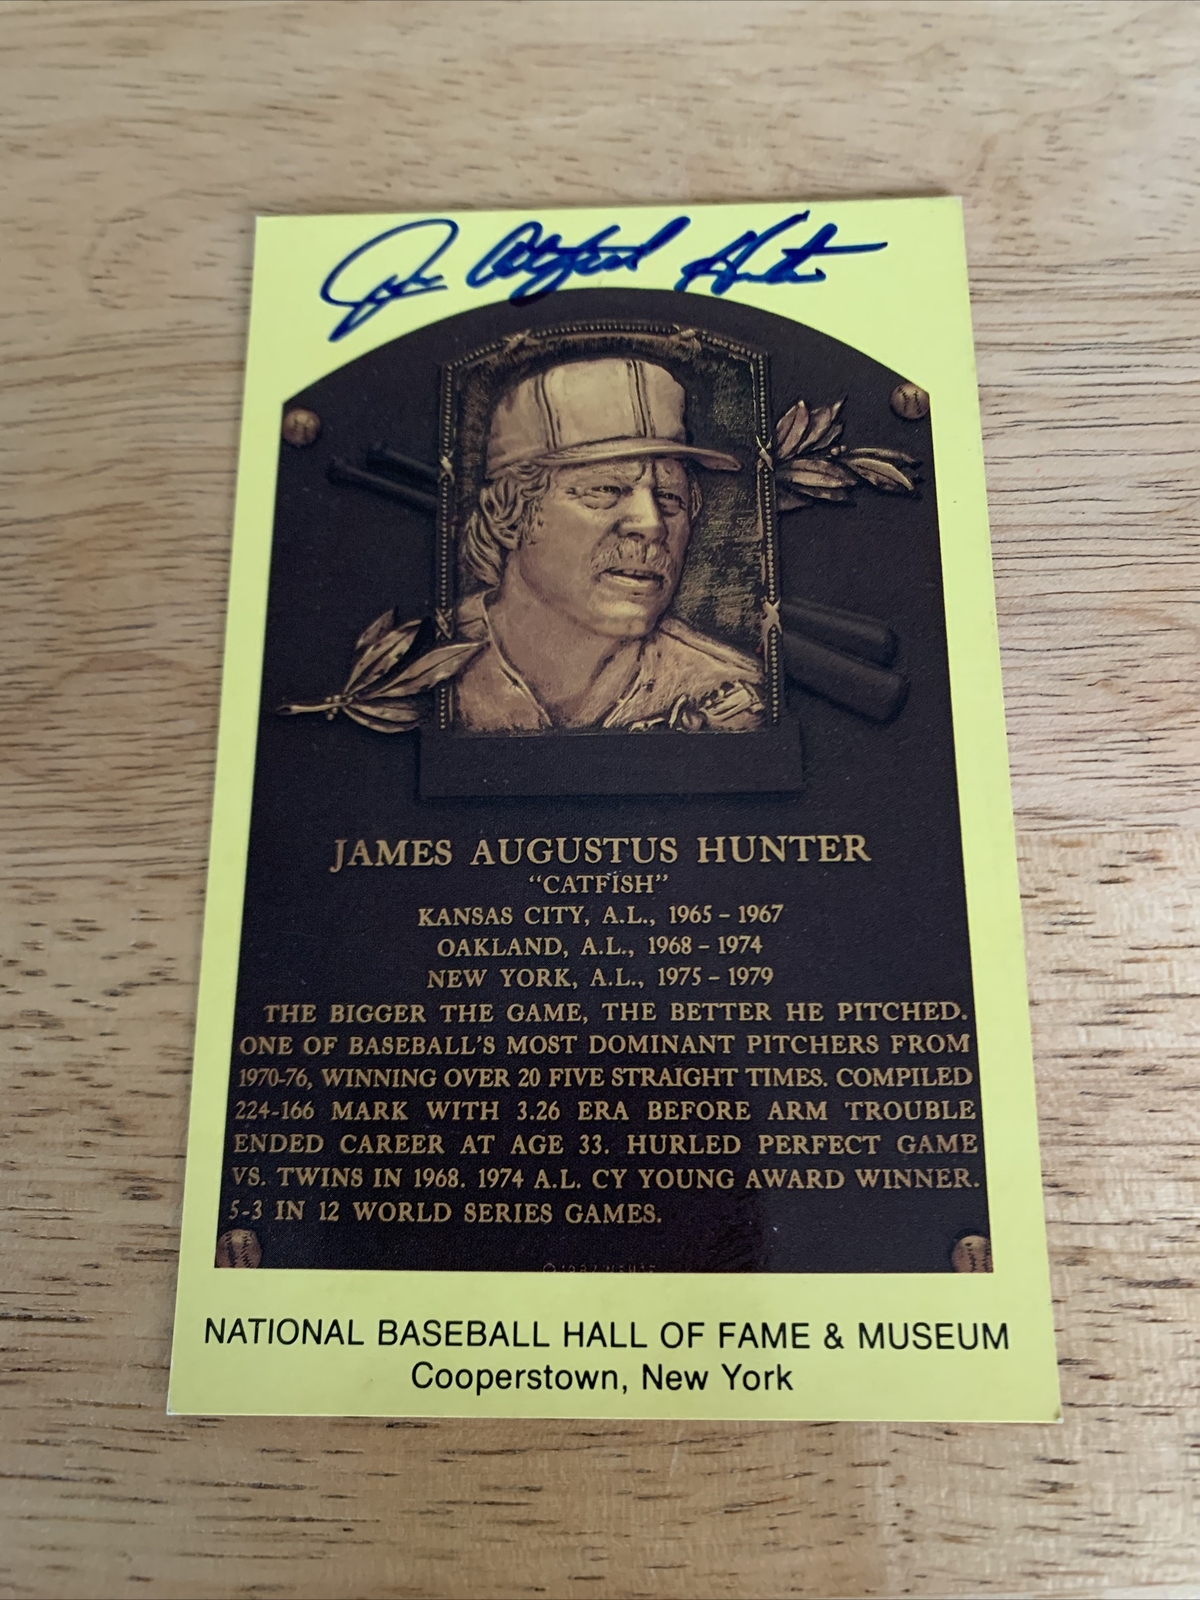 Jim Catfish Hunter
JAMES AUGUSTUS HUNTER
“CATFISH”
KANSAS CITY, A.L., 1965 – 1967
OAKLAND, A.L., 1968 – 1974
NEW YORK, A.L., 1975 – 1979
THE BIGGER THE GAME, THE BETTER HE PITCHED.
ONE OF BASEBALL'S MOST DOMINANT PITCHERS FROM
1970-76, WINNING OVER 20 FIVE STRAIGHT TIMES. COMPILED
224-166 MARK WITH 3.26 ERA BEFORE ARM TROUBLE
ENDED CAREER AT AGE 33. HURLED PERFECT GAME
VS. TWINS IN 1968. 1974 A.L. CY YOUNG AWARD WINNER.
5-3 IN 12 WORLD SERIES GAMES.
NATIONAL BASEBALL HALL OF FAME & MUSEUM
Cooperstown, New York